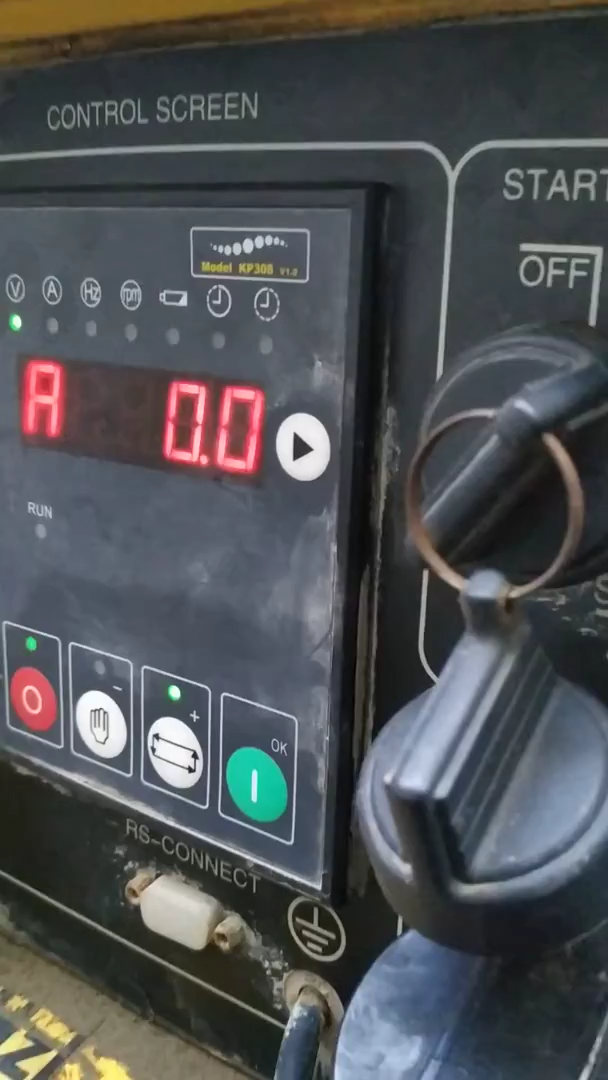 CONTROL SCREEN
START
OFF
Model KP308 V1.0
V A Hz rpm
A 0.0
RUN
- +
OK
RS-CONNECT